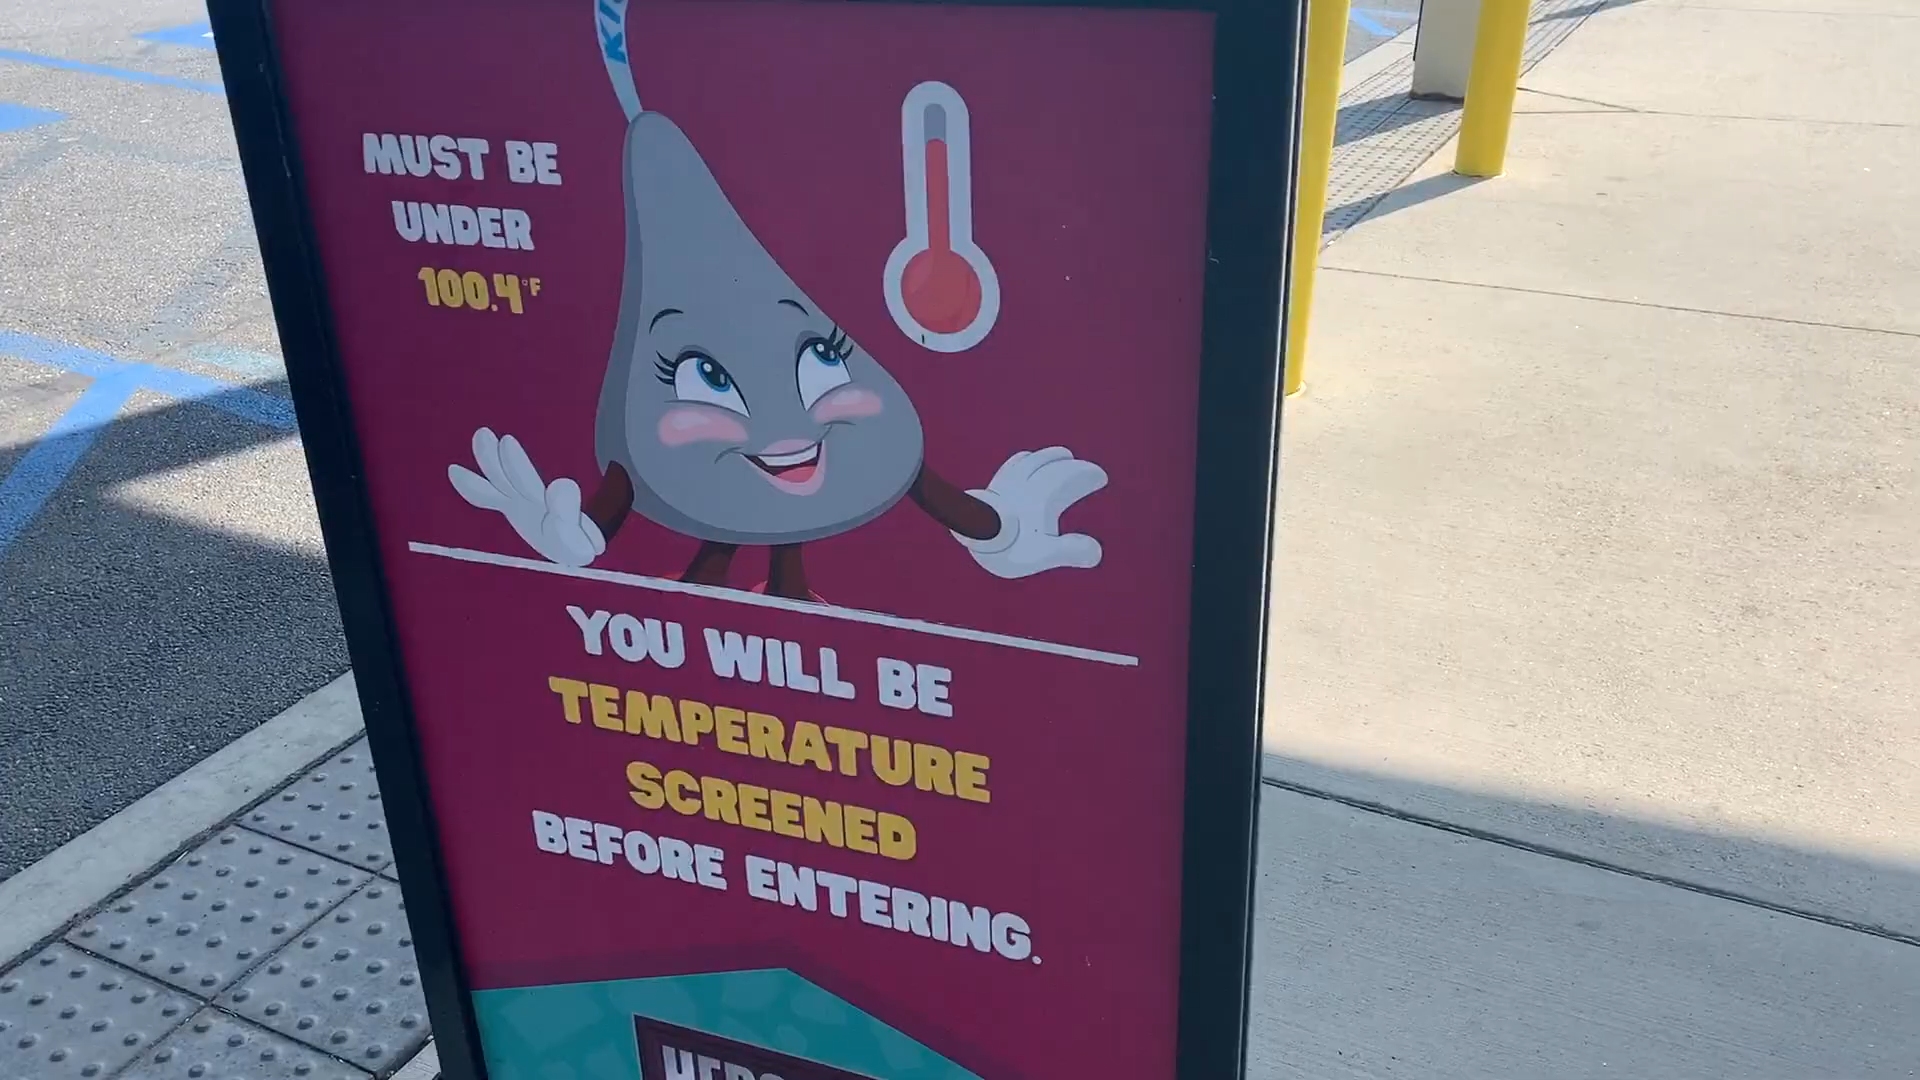 MUST BE
UNDER
100.4°F
YOU WILL BE
TEMPERATURE
SCREENED
BEFORE ENTERING.